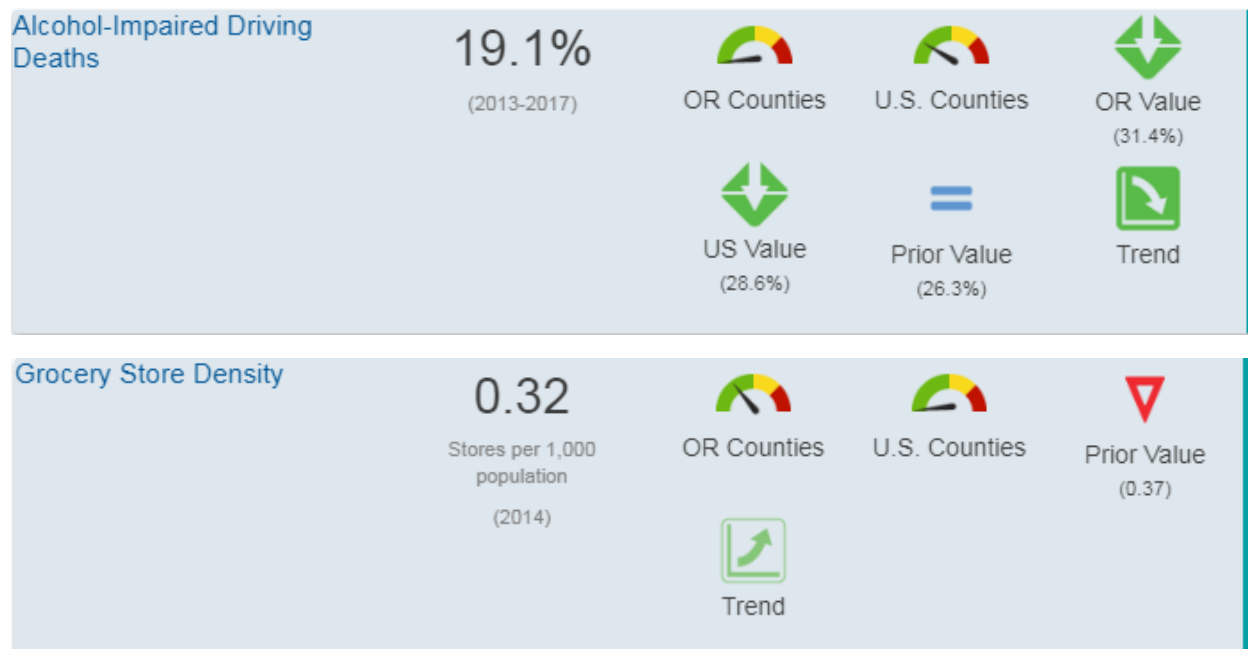 Alcohol-Impaired Driving
Deaths
19.1%
(2013-2017)
OR Counties
U.S. Counties
OR Value
(31.4%)
US Value
(28.6%)
Prior Value
(26.3%)
Trend
Grocery Store Density
0.32
Stores per 1,000
population
(2014)
OR Counties
U.S. Counties
Prior Value
(0.37)
Trend